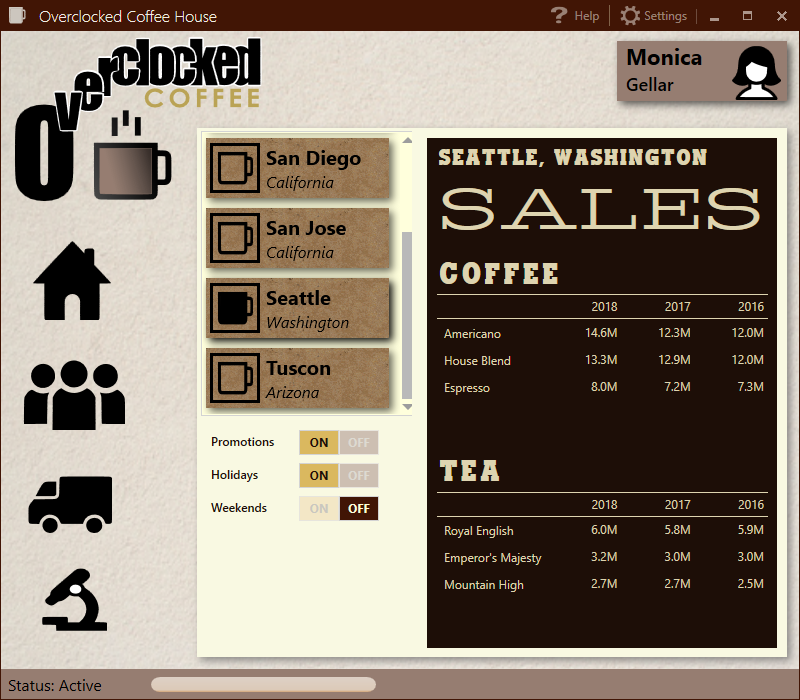 Overclocked Coffee House
? Help
Settings
Overclocked
COFFEE
Monica
Gellar
San Diego
California
San Jose
California
Seattle
Washington
Tuscon
Arizona
Promotions ON OFF
Holidays ON OFF
Weekends ON OFF
SEATTLE, WASHINGTON
SALES
COFFEE
2018 2017 2016
Americano 14.6M 12.3M 12.0M
House Blend 13.3M 12.9M 12.0M
Espresso 8.0M 7.2M 7.3M
TEA
2018 2017 2016
Royal English 6.0M 5.8M 5.9M
Emperor's Majesty 3.2M 3.0M 3.0M
Mountain High 2.7M 2.7M 2.5M
Status: Active